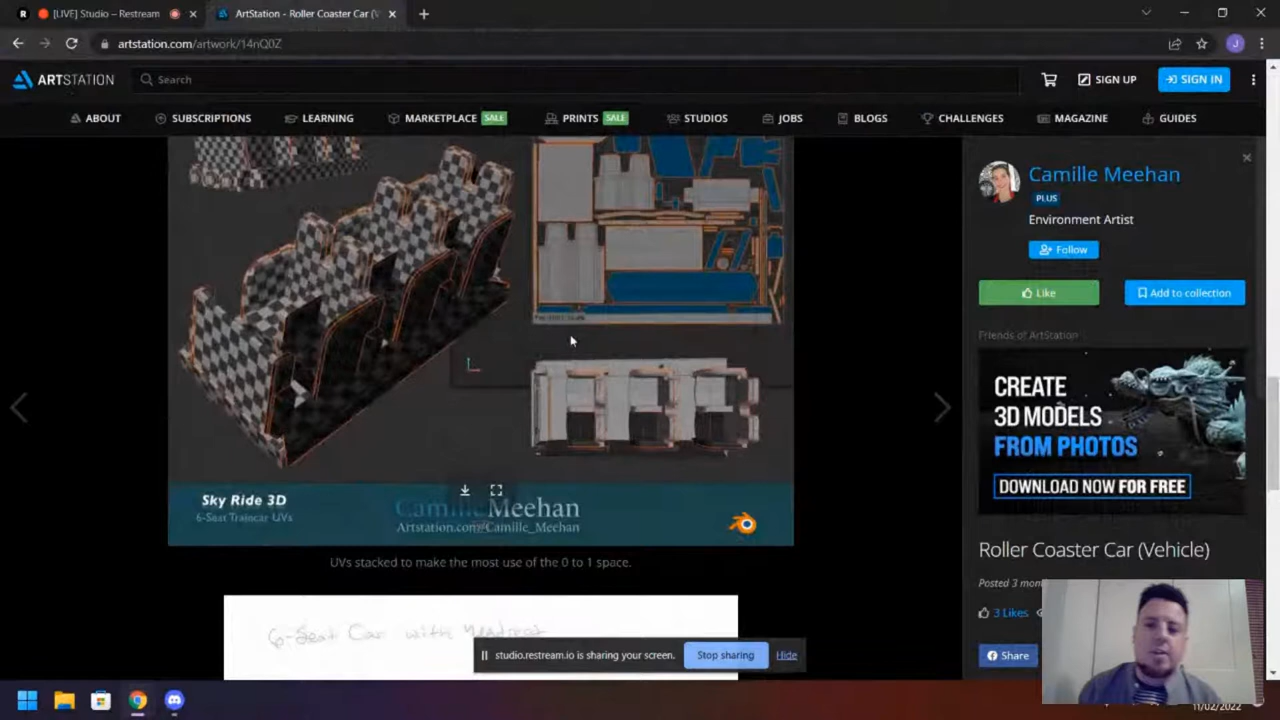 [LIVE] Studio – Restream
ArtStation - Roller Coaster Car (V
artstation.com/artwork/14nQ0Z
J
ARTSTATION
Search
SIGN UP
SIGN IN
ABOUT
SUBSCRIPTIONS
LEARNING
MARKETPLACE SALE
PRINTS SALE
STUDIOS
JOBS
BLOGS
CHALLENGES
MAGAZINE
GUIDES
Camille Meehan
PLUS
Environment Artist
Follow
Like
Add to collection
Friends of ArtStation
CREATE
3D MODELS
FROM PHOTOS
DOWNLOAD NOW FOR FREE
Sky Ride 3D
6-Seat Traincar UVs
Camille Meehan
Artstation.com/Camille_Meehan
UVs stacked to make the most use of the 0 to 1 space.
Roller Coaster Car (Vehicle)
Posted 3 mon
3 Likes
Share
6-Seat Car with Headrest
studio.restream.io is sharing your screen.
Stop sharing
Hide
11/02/2022